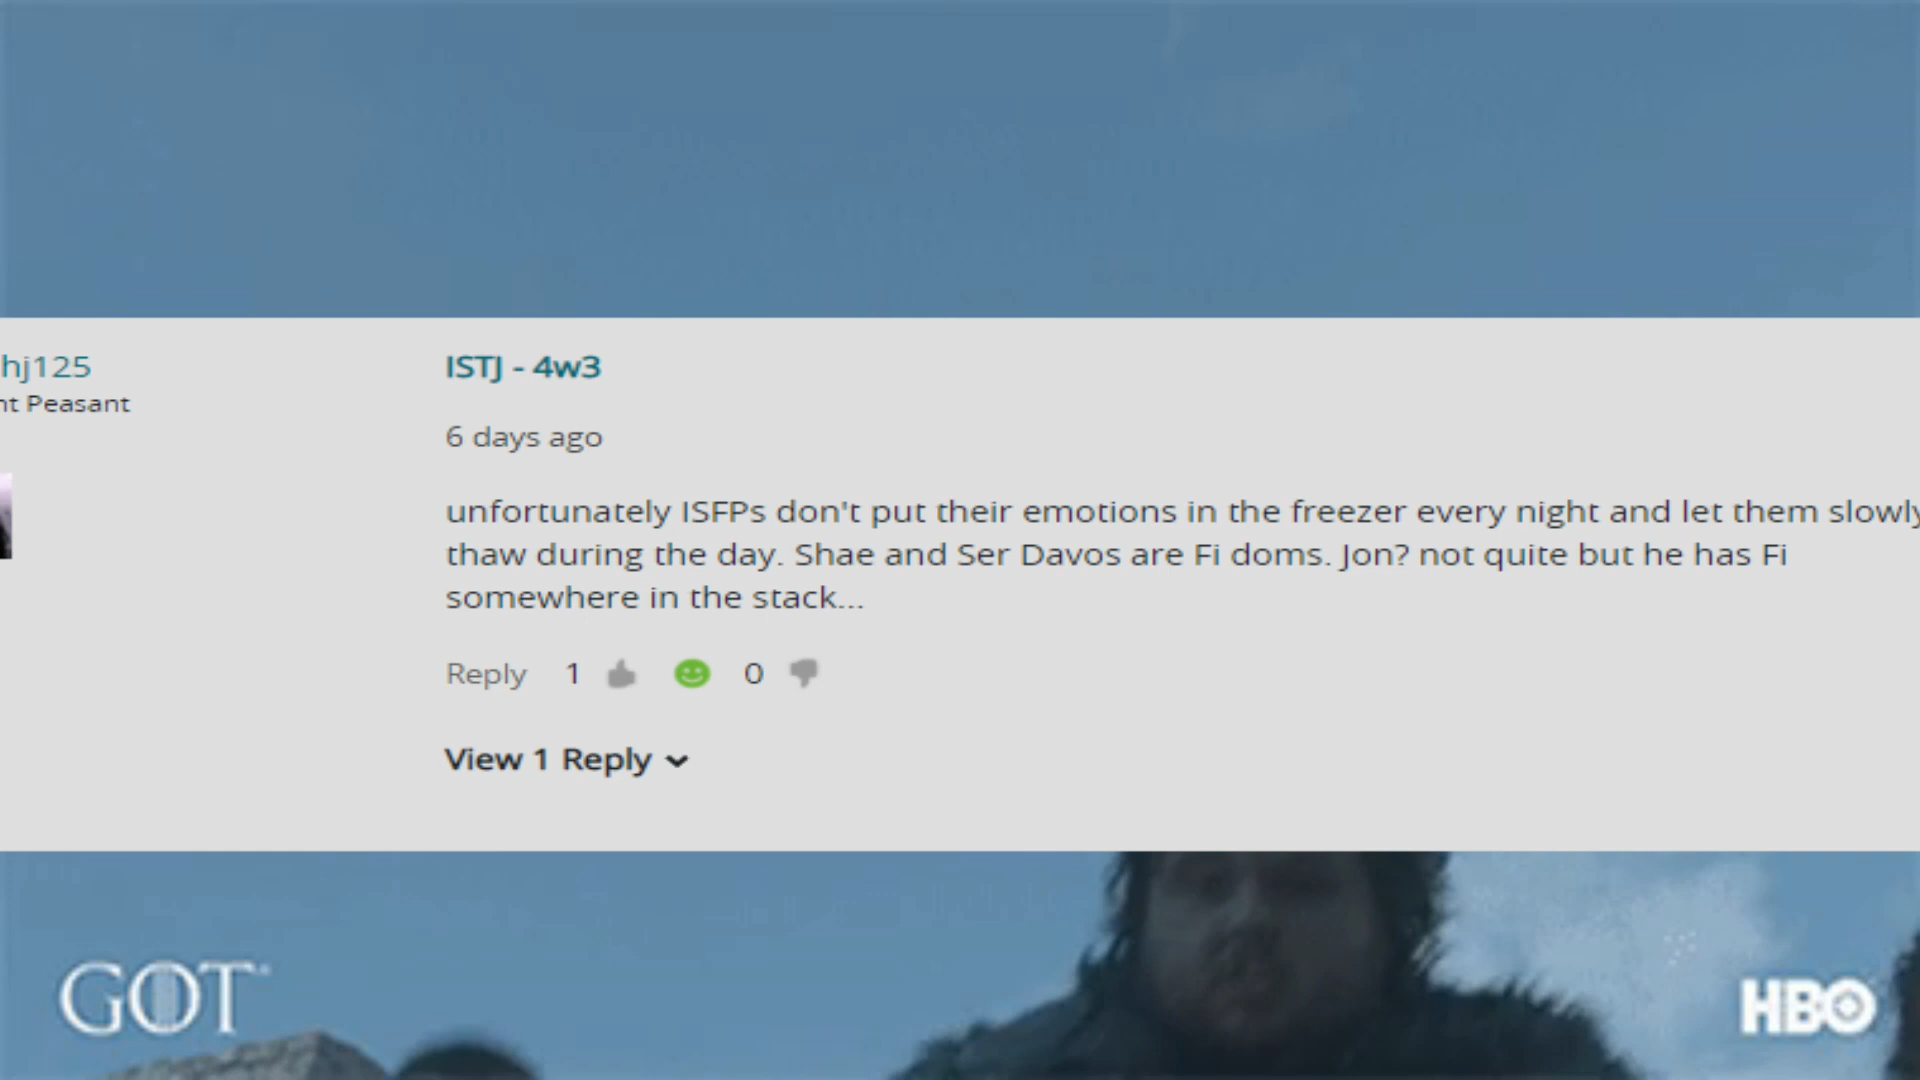 hj125
nt Peasant
ISTJ - 4w3
6 days ago
unfortunately ISFPs don't put their emotions in the freezer every night and let them slowly
thaw during the day. Shae and Ser Davos are Fi doms. Jon? not quite but he has Fi
somewhere in the stack...
Reply 1 0
View 1 Reply
GOT
HBO